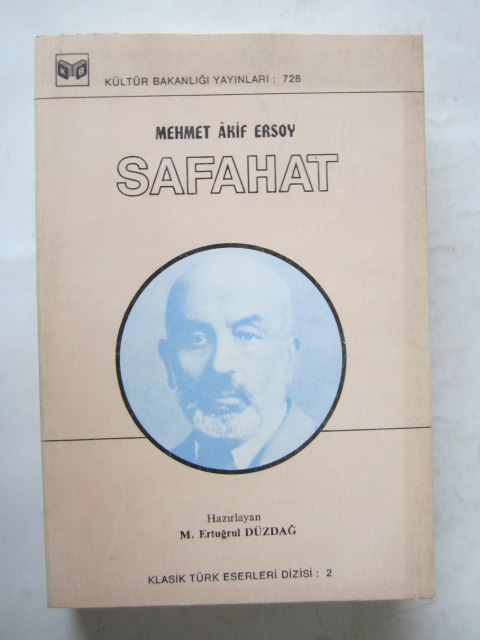 KÜLTÜR BAKANLIĞI YAYINLARI : 728
MEHMET ÂKİF ERSOY
SAFAHAT
Hazırlayan
M. Ertuğrul DÜZDAĞ
KLASİK TÜRK ESERLERİ DİZİSİ : 2